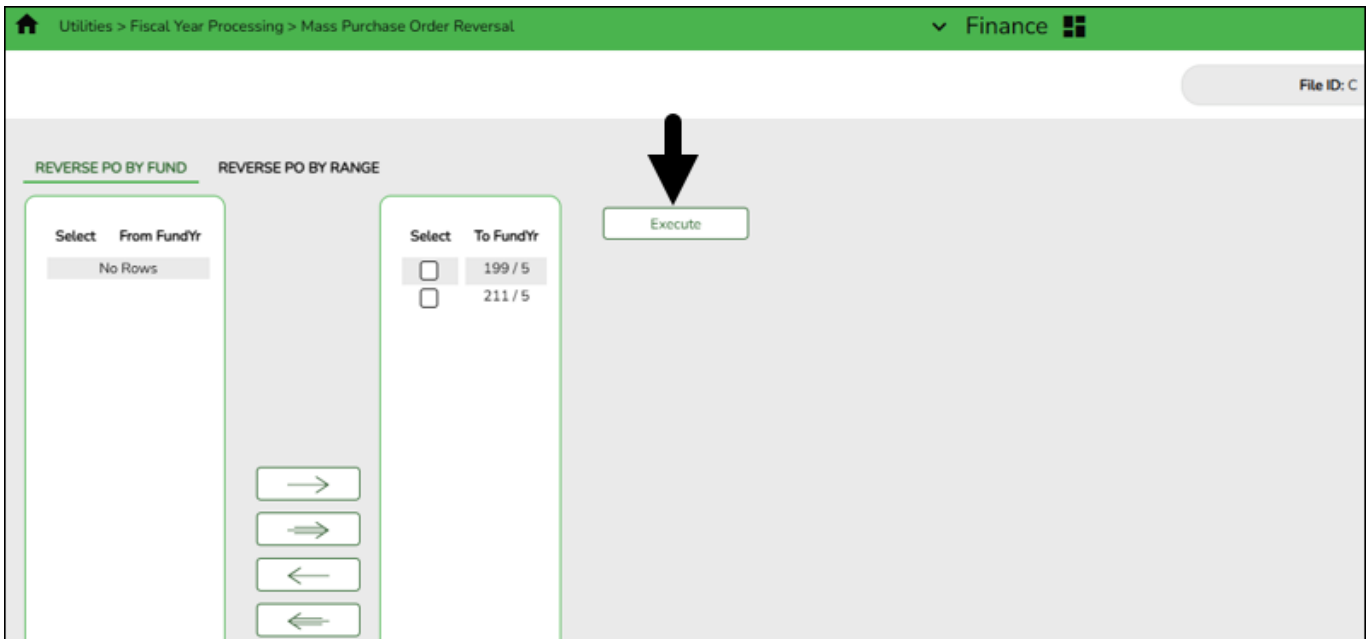 Utilities > Fiscal Year Processing > Mass Purchase Order Reversal
Finance
File ID: C
REVERSE PO BY FUND
REVERSE PO BY RANGE
Select From FundYr
No Rows
Select To FundYr
199 / 5
211 / 5
Execute